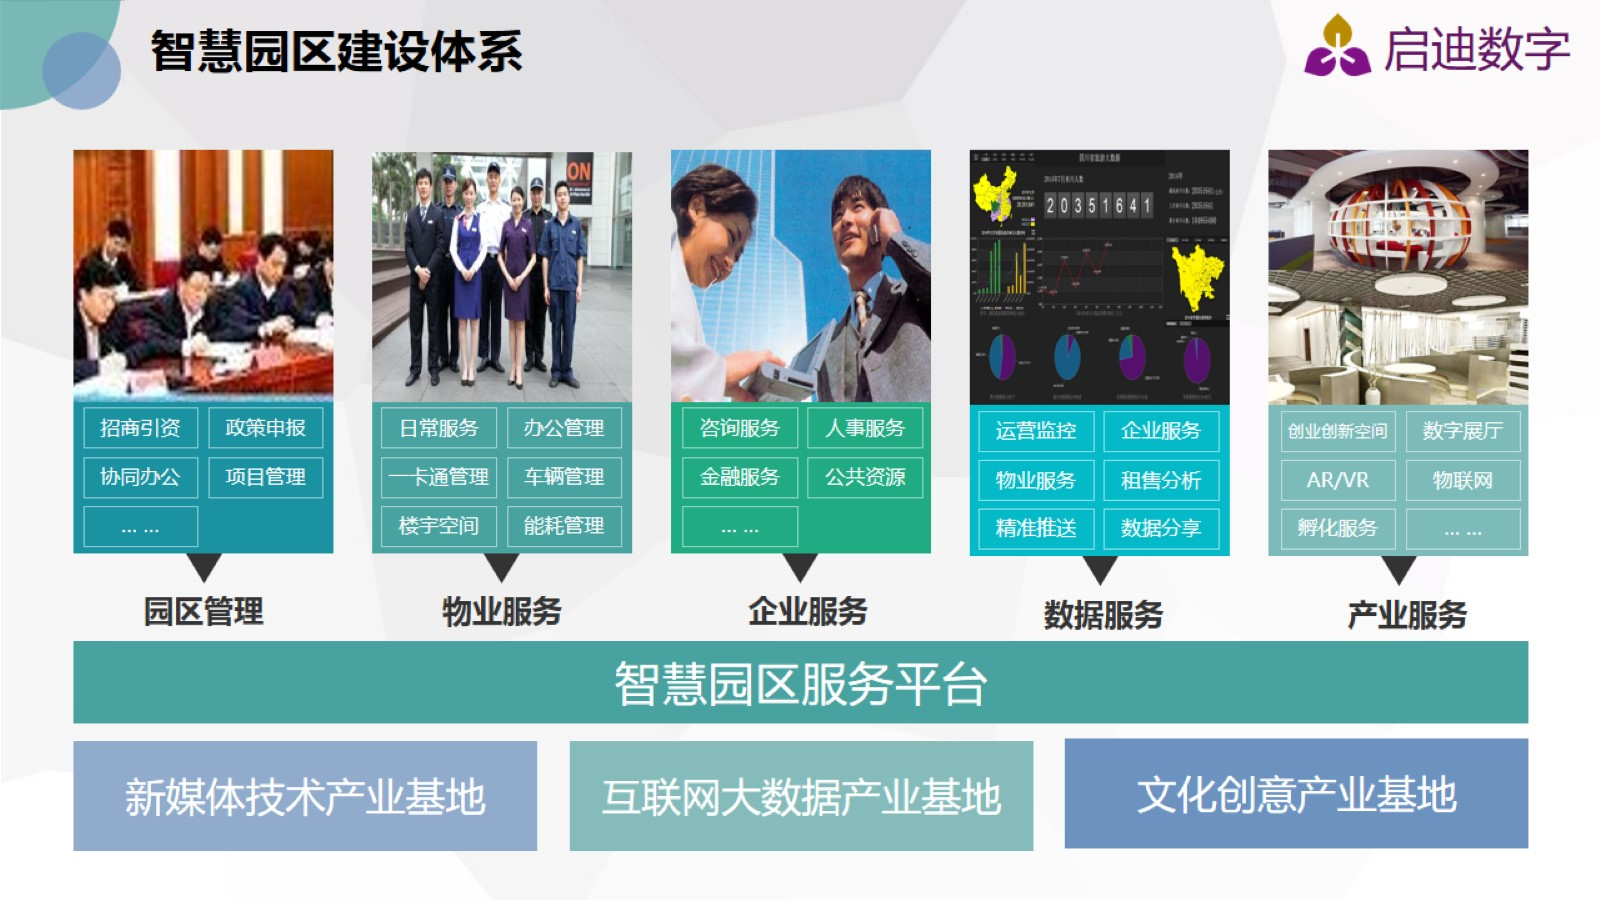 智慧园区建设体系
启迪数字
ON
20351641
招商引资 政策申报
协同办公 项目管理
... ...
日常服务 办公管理
一卡通管理 车辆管理
楼宇空间 能耗管理
咨询服务 人事服务
金融服务 公共资源
... ...
运营监控 企业服务
物业服务 租售分析
精准推送 数据分享
创业创新空间 数字展厅
AR/VR 物联网
孵化服务 ... ...
园区管理
物业服务
企业服务
数据服务
产业服务
智慧园区服务平台
新媒体技术产业基地
互联网大数据产业基地
文化创意产业基地